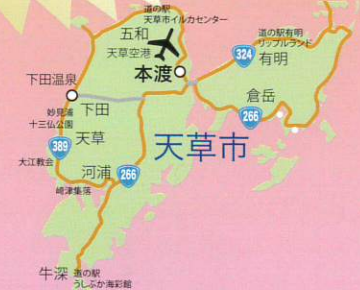 道の駅
天草市イルカセンター
五和
天草空港
本渡
324
道の駅有明
リップルランド
有明
倉岳
266
下田温泉
下田
妙見浦
十三仏公園
天草
389
大江教会
河浦
266
天草市
崎津集落
牛深
道の駅
うしぶか海彩館